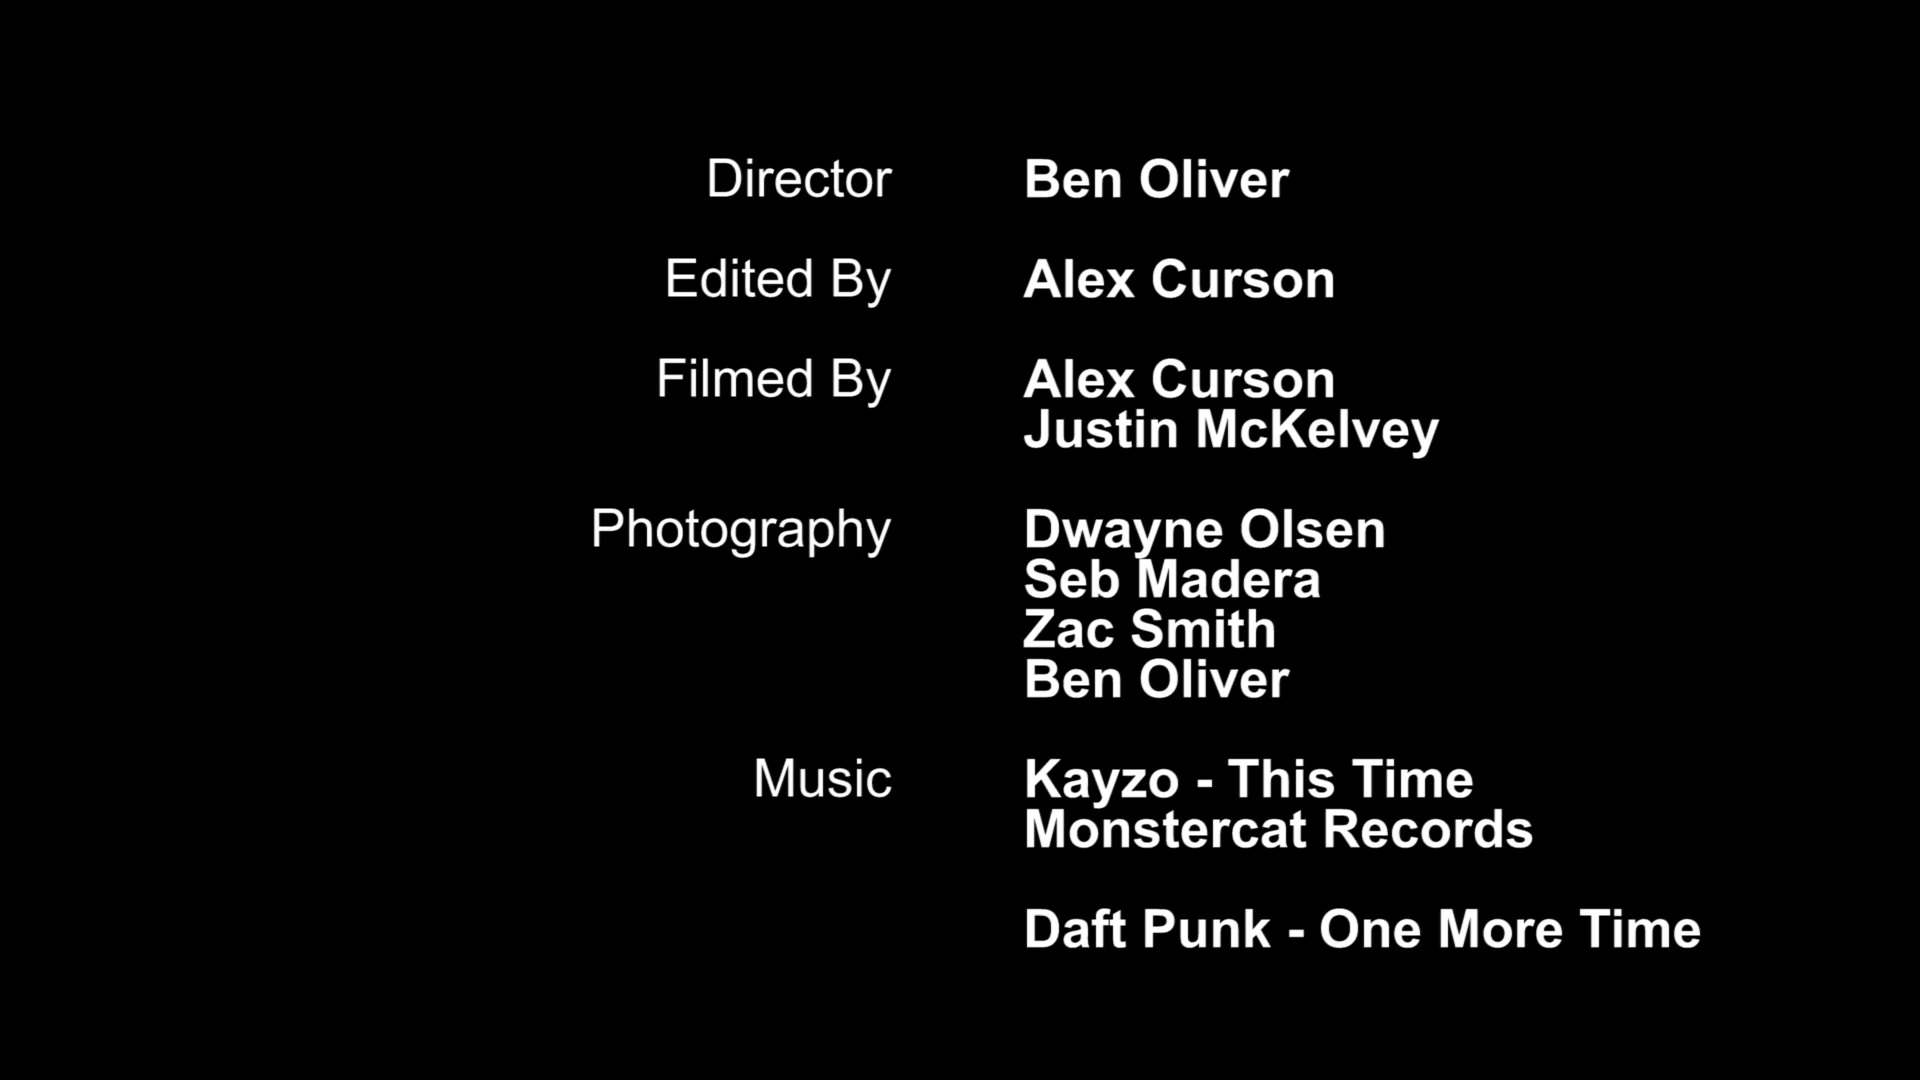 Director Ben Oliver
Edited By Alex Curson
Filmed By Alex Curson
Justin McKelvey
Photography Dwayne Olsen
Seb Madera
Zac Smith
Ben Oliver
Music Kayzo - This Time
Monstercat Records
Daft Punk - One More Time